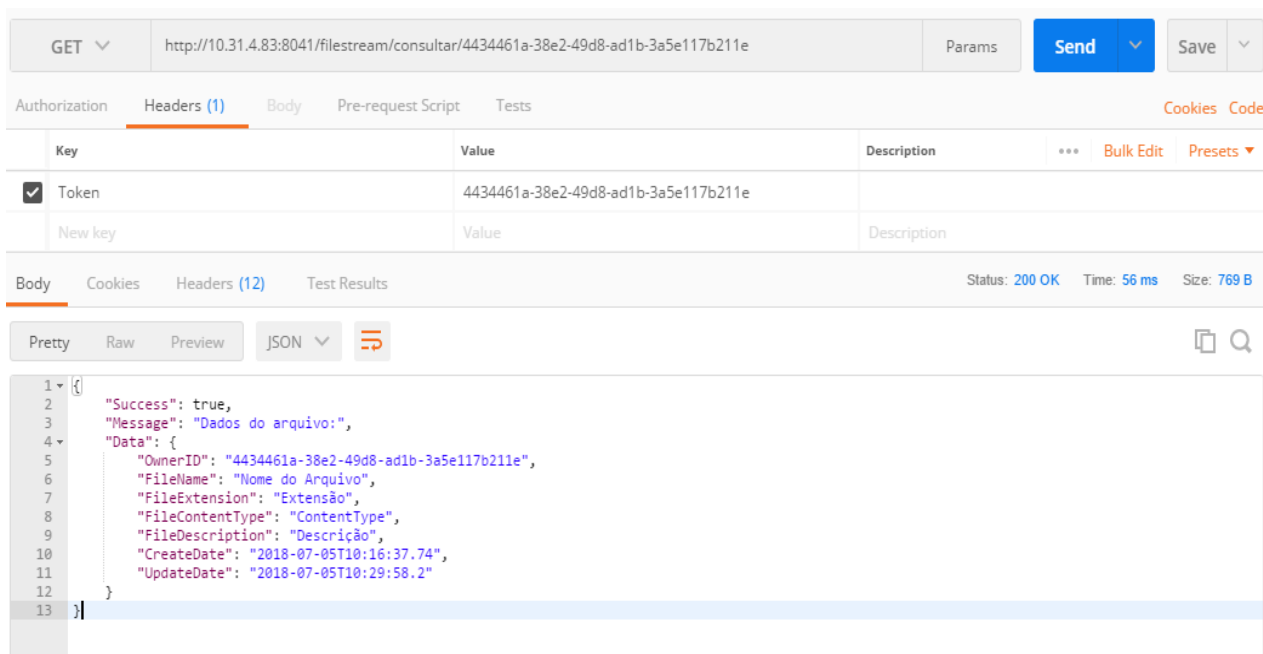 GET http://10.31.4.83:8041/filestream/consultar/4434461a-38e2-49d8-ad1b-3a5e117b211e Params Send Save
Authorization Headers (1) Body Pre-request Script Tests Cookies Code
Key Value Description ••• Bulk Edit Presets
Token 4434461a-38e2-49d8-ad1b-3a5e117b211e
New key Value Description
Body Cookies Headers (12) Test Results Status: 200 OK Time: 56 ms Size: 769 B
Pretty Raw Preview JSON
1 {
2 "Success": true,
3 "Message": "Dados do arquivo:",
4 "Data": {
5 "OwnerID": "4434461a-38e2-49d8-ad1b-3a5e117b211e",
6 "FileName": "Nome do Arquivo",
7 "FileExtension": "Extensão",
8 "FileContentType": "ContentType",
9 "FileDescription": "Descrição",
10 "CreateDate": "2018-07-05T10:16:37.74",
11 "UpdateDate": "2018-07-05T10:29:58.2"
12 }
13 }